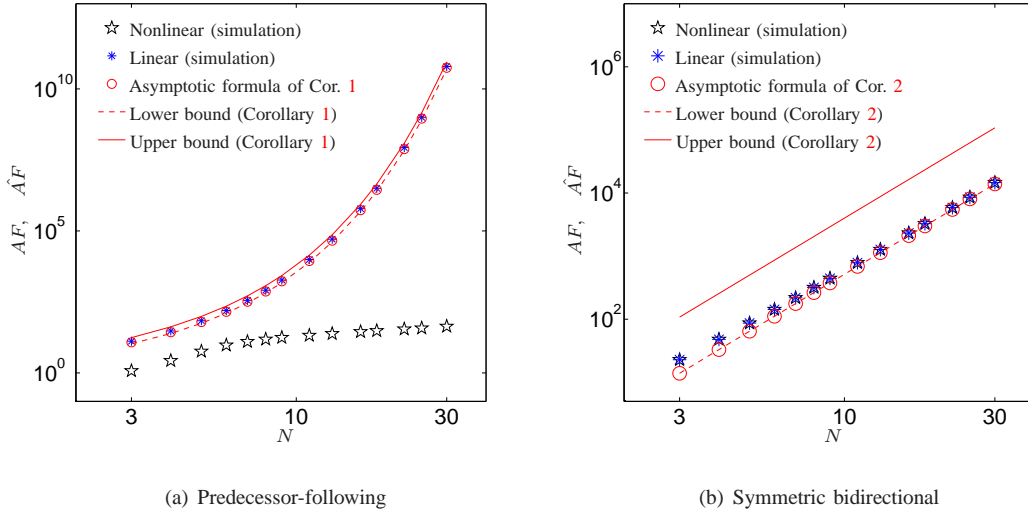 Nonlinear (simulation)
Linear (simulation)
Asymptotic formula of Cor. 1
Lower bound (Corollary 1)
Upper bound (Corollary 1)
10^10
10^5
10^0
AF, ÂF
3
10
30
N
(a) Predecessor-following
Nonlinear (simulation)
Linear (simulation)
Asymptotic formula of Cor. 2
Lower bound (Corollary 2)
Upper bound (Corollary 2)
10^6
10^4
10^2
AF, ÂF
3
10
30
N
(b) Symmetric bidirectional